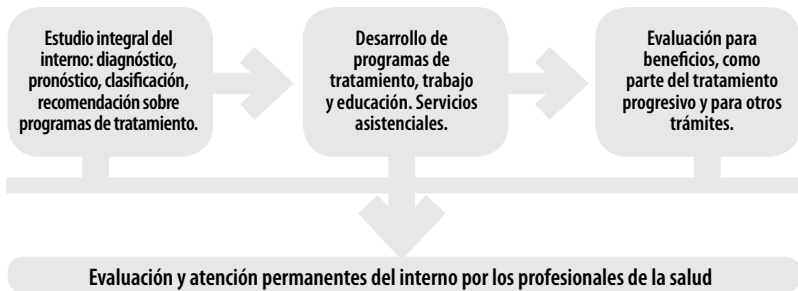 Estudio integral del
interno: diagnóstico,
pronóstico, clasificación,
recomendación sobre
programas de tratamiento.
Desarrollo de
programas de
tratamiento, trabajo
y educación. Servicios
asistenciales.
Evaluación para
beneficios, como
parte del tratamiento
progresivo y para otros
trámites.
Evaluación y atención permanentes del interno por los profesionales de la salud